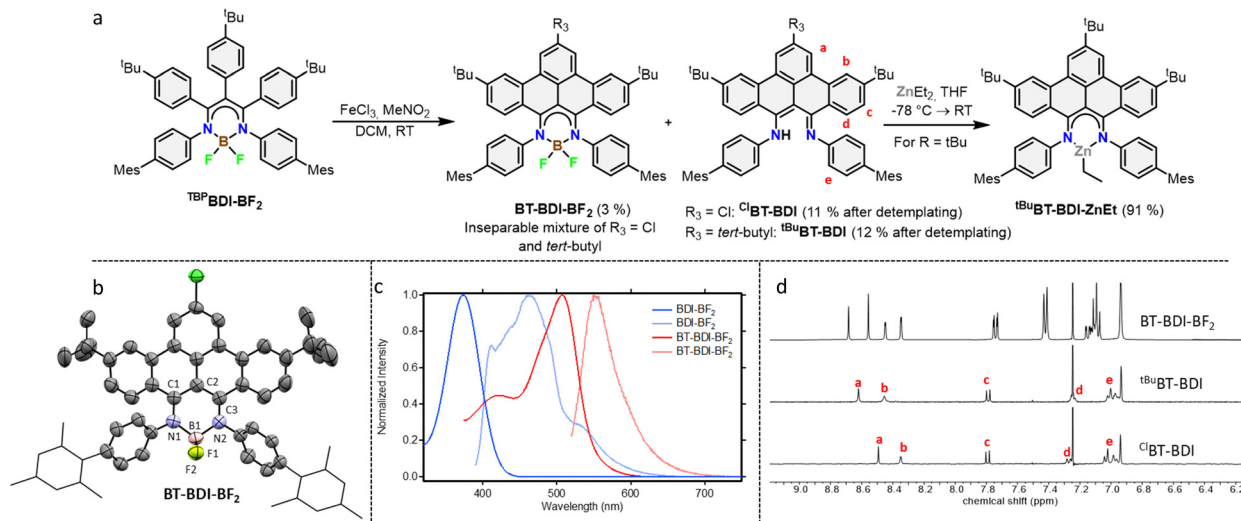 a
tBu
tBu
tBu
N
N
B
F
F
Mes
Mes
TBPBDI-BF2
FeCl3, MeNO2
DCM, RT
R3
tBu
tBu
N
N
B
F
F
Mes
Mes
BT-BDI-BF2 (3 %)
Inseparable mixture of R3 = Cl
and tert-butyl
+
R3
a
b
tBu
tBu
c
d
NH
N
e
Mes
Mes
R3 = Cl: ClBT-BDI (11 % after detemplating)
R3 = tert-butyl: tBuBT-BDI (12 % after detemplating)
ZnEt2, THF
-78 °C → RT
For R = tBu
tBu
tBu
tBu
N
N
Zn
Mes
Mes
tBuBT-BDI-ZnEt (91 %)
b
C1
C2
C3
N1
B1
N2
F1
F2
BT-BDI-BF2
c
Normalized Intensity
1.0
0.8
0.6
0.4
0.2
0.0
BDI-BF2
BDI-BF2
BT-BDI-BF2
BT-BDI-BF2
400
500
600
700
Wavelength (nm)
d
BT-BDI-BF2
a
b
c
d
e
tBuBT-BDI
a
b
c
d
e
ClBT-BDI
9.0 8.8 8.6 8.4 8.2 8.0 7.8 7.6 7.4 7.2 7.0 6.8 6.6 6.4 6.2
chemical shift (ppm)